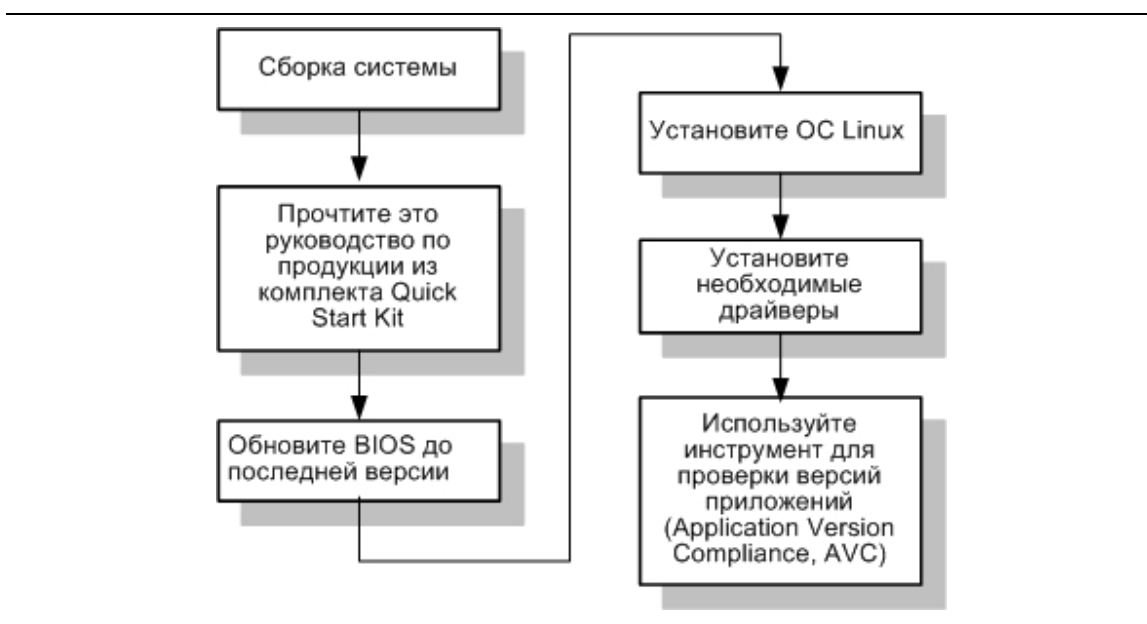 Сборка системы
Прочтите это
руководство по
продукции из
комплекта Quick
Start Kit
Обновите BIOS до
последней версии
Установите ОС Linux
Установите
необходимые
драйверы
Используйте
инструмент для
проверки версий
приложений
(Application Version
Compliance, AVC)